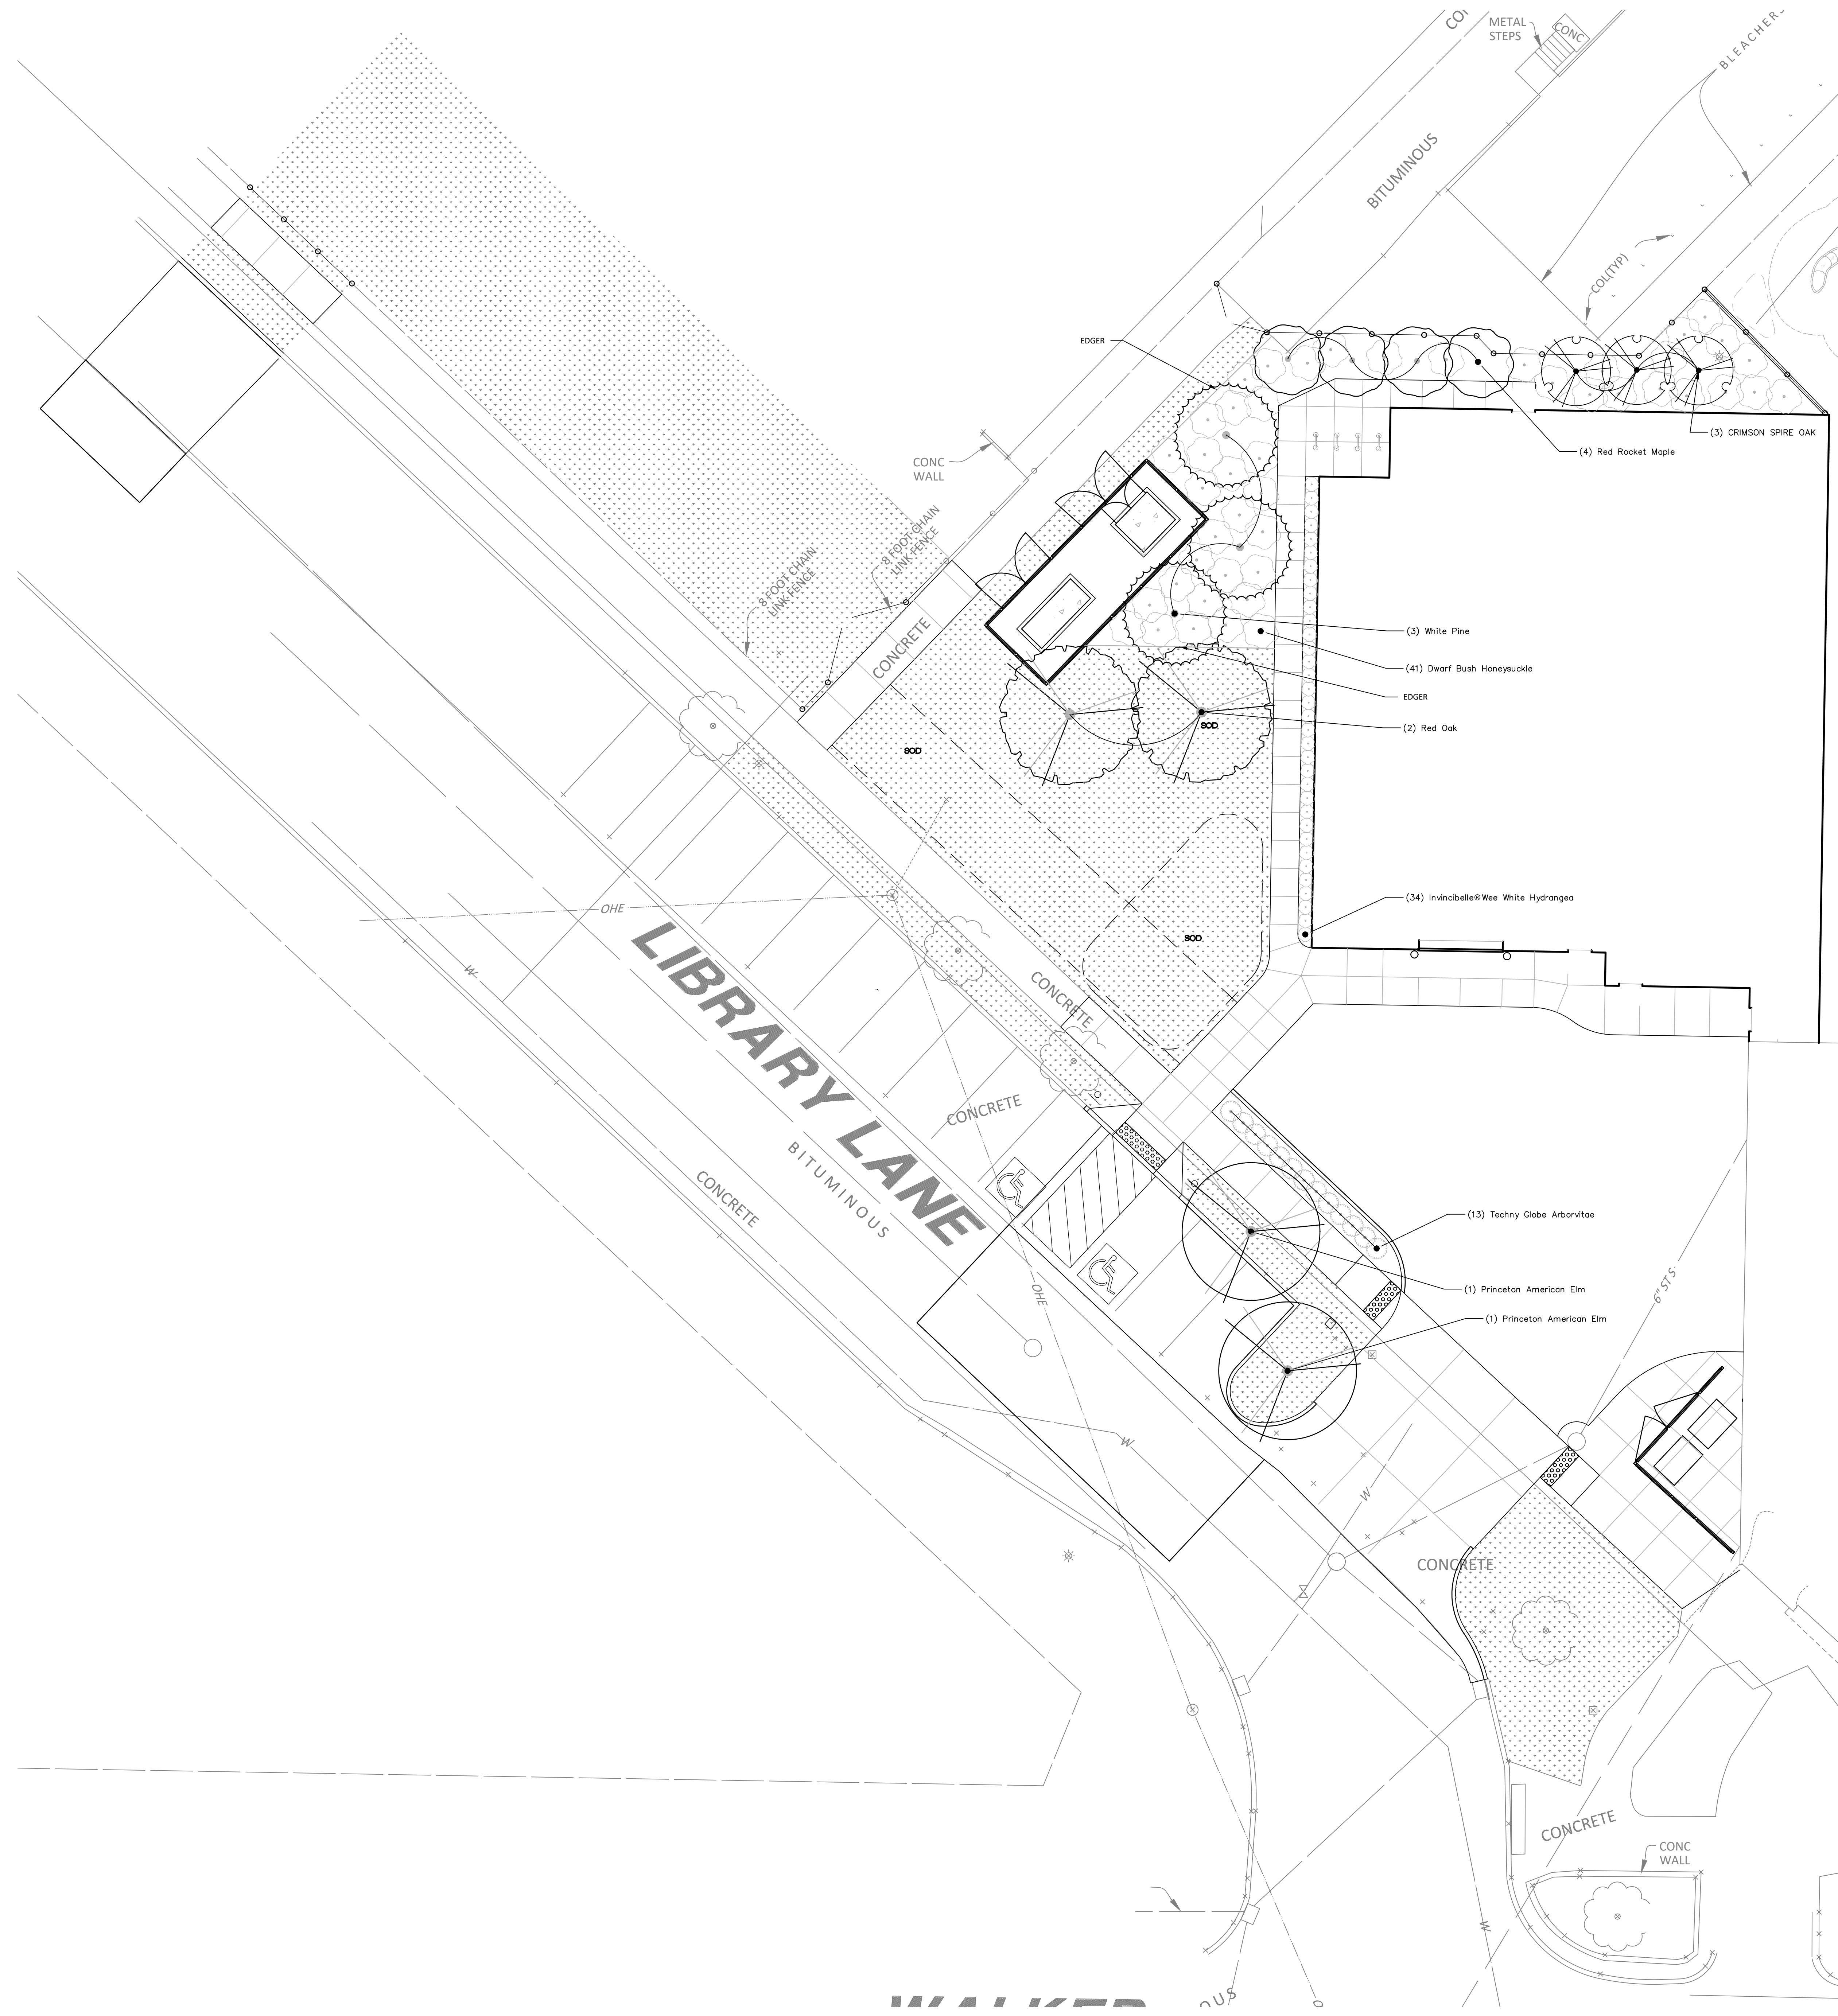 METAL
STEPS
CONC
BLEACHERS
BITUMINOUS
COL(TYP)
EDGER
(3) CRIMSON SPIRE OAK
(4) Red Rocket Maple
CONC
WALL
8 FOOT CHAIN
LINK FENCE
8 FOOT CHAIN
LINK FENCE
CONCRETE
(3) White Pine
(41) Dwarf Bush Honeysuckle
EDGER
(2) Red Oak
SOD
SOD
(34) Invincibelle® Wee White Hydrangea
OHE
SOD
W
LIBRARY LANE
CONCRETE
CONCRETE
BITUMINOUS
CONCRETE
(13) Techny Globe Arborvitae
OHE
6" ST S
(1) Princeton American Elm
(1) Princeton American Elm
W
W
CONCRETE
CONCRETE
CONC
WALL
W
WALKER